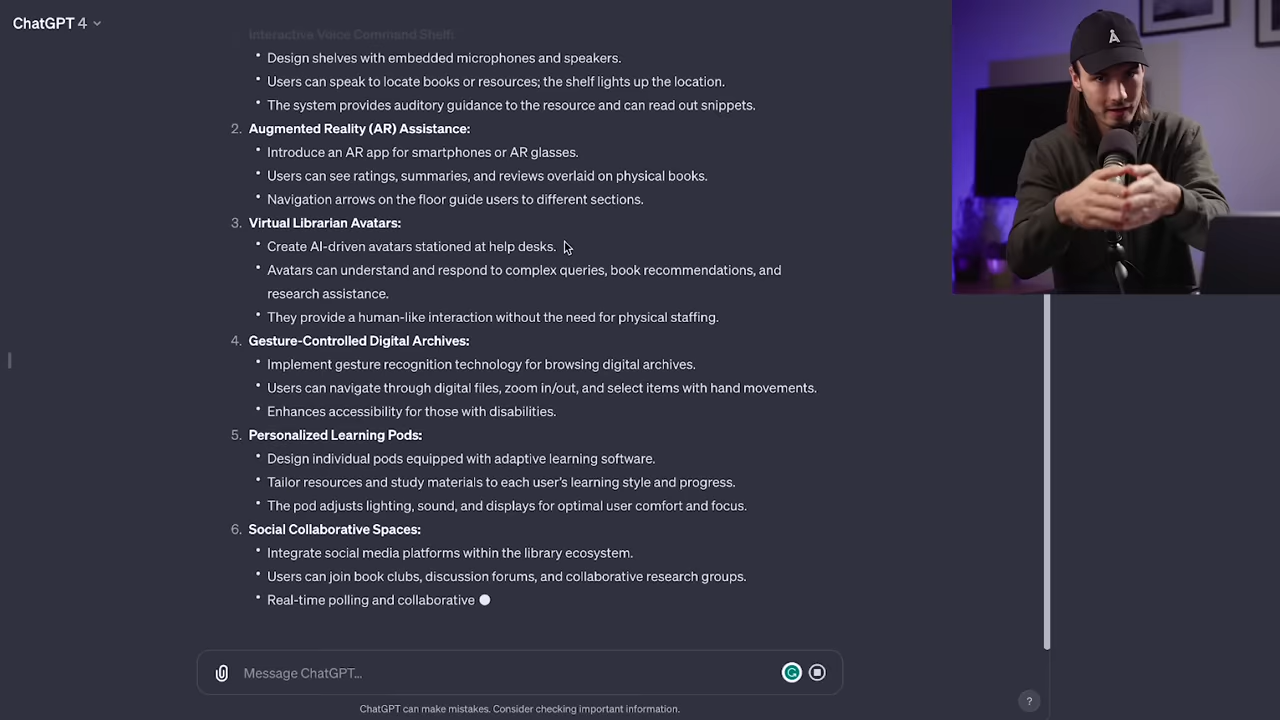 ChatGPT 4
Interactive Voice Command Shelf:
• Design shelves with embedded microphones and speakers.
• Users can speak to locate books or resources; the shelf lights up the location.
• The system provides auditory guidance to the resource and can read out snippets.
2. Augmented Reality (AR) Assistance:
• Introduce an AR app for smartphones or AR glasses.
• Users can see ratings, summaries, and reviews overlaid on physical books.
• Navigation arrows on the floor guide users to different sections.
3. Virtual Librarian Avatars:
• Create AI-driven avatars stationed at help desks.
• Avatars can understand and respond to complex queries, book recommendations, and
research assistance.
• They provide a human-like interaction without the need for physical staffing.
4. Gesture-Controlled Digital Archives:
• Implement gesture recognition technology for browsing digital archives.
• Users can navigate through digital files, zoom in/out, and select items with hand movements.
• Enhances accessibility for those with disabilities.
5. Personalized Learning Pods:
• Design individual pods equipped with adaptive learning software.
• Tailor resources and study materials to each user's learning style and progress.
• The pod adjusts lighting, sound, and displays for optimal user comfort and focus.
6. Social Collaborative Spaces:
• Integrate social media platforms within the library ecosystem.
• Users can join book clubs, discussion forums, and collaborative research groups.
• Real-time polling and collaborative
Message ChatGPT...
ChatGPT can make mistakes. Consider checking important information.
?